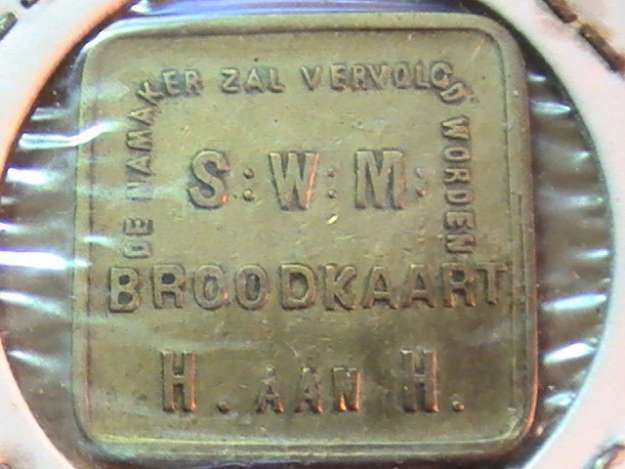 DE NAMAKER ZAL VERVOLGD WORDEN
S:W:M:
BROODKAART
H. AAN H.